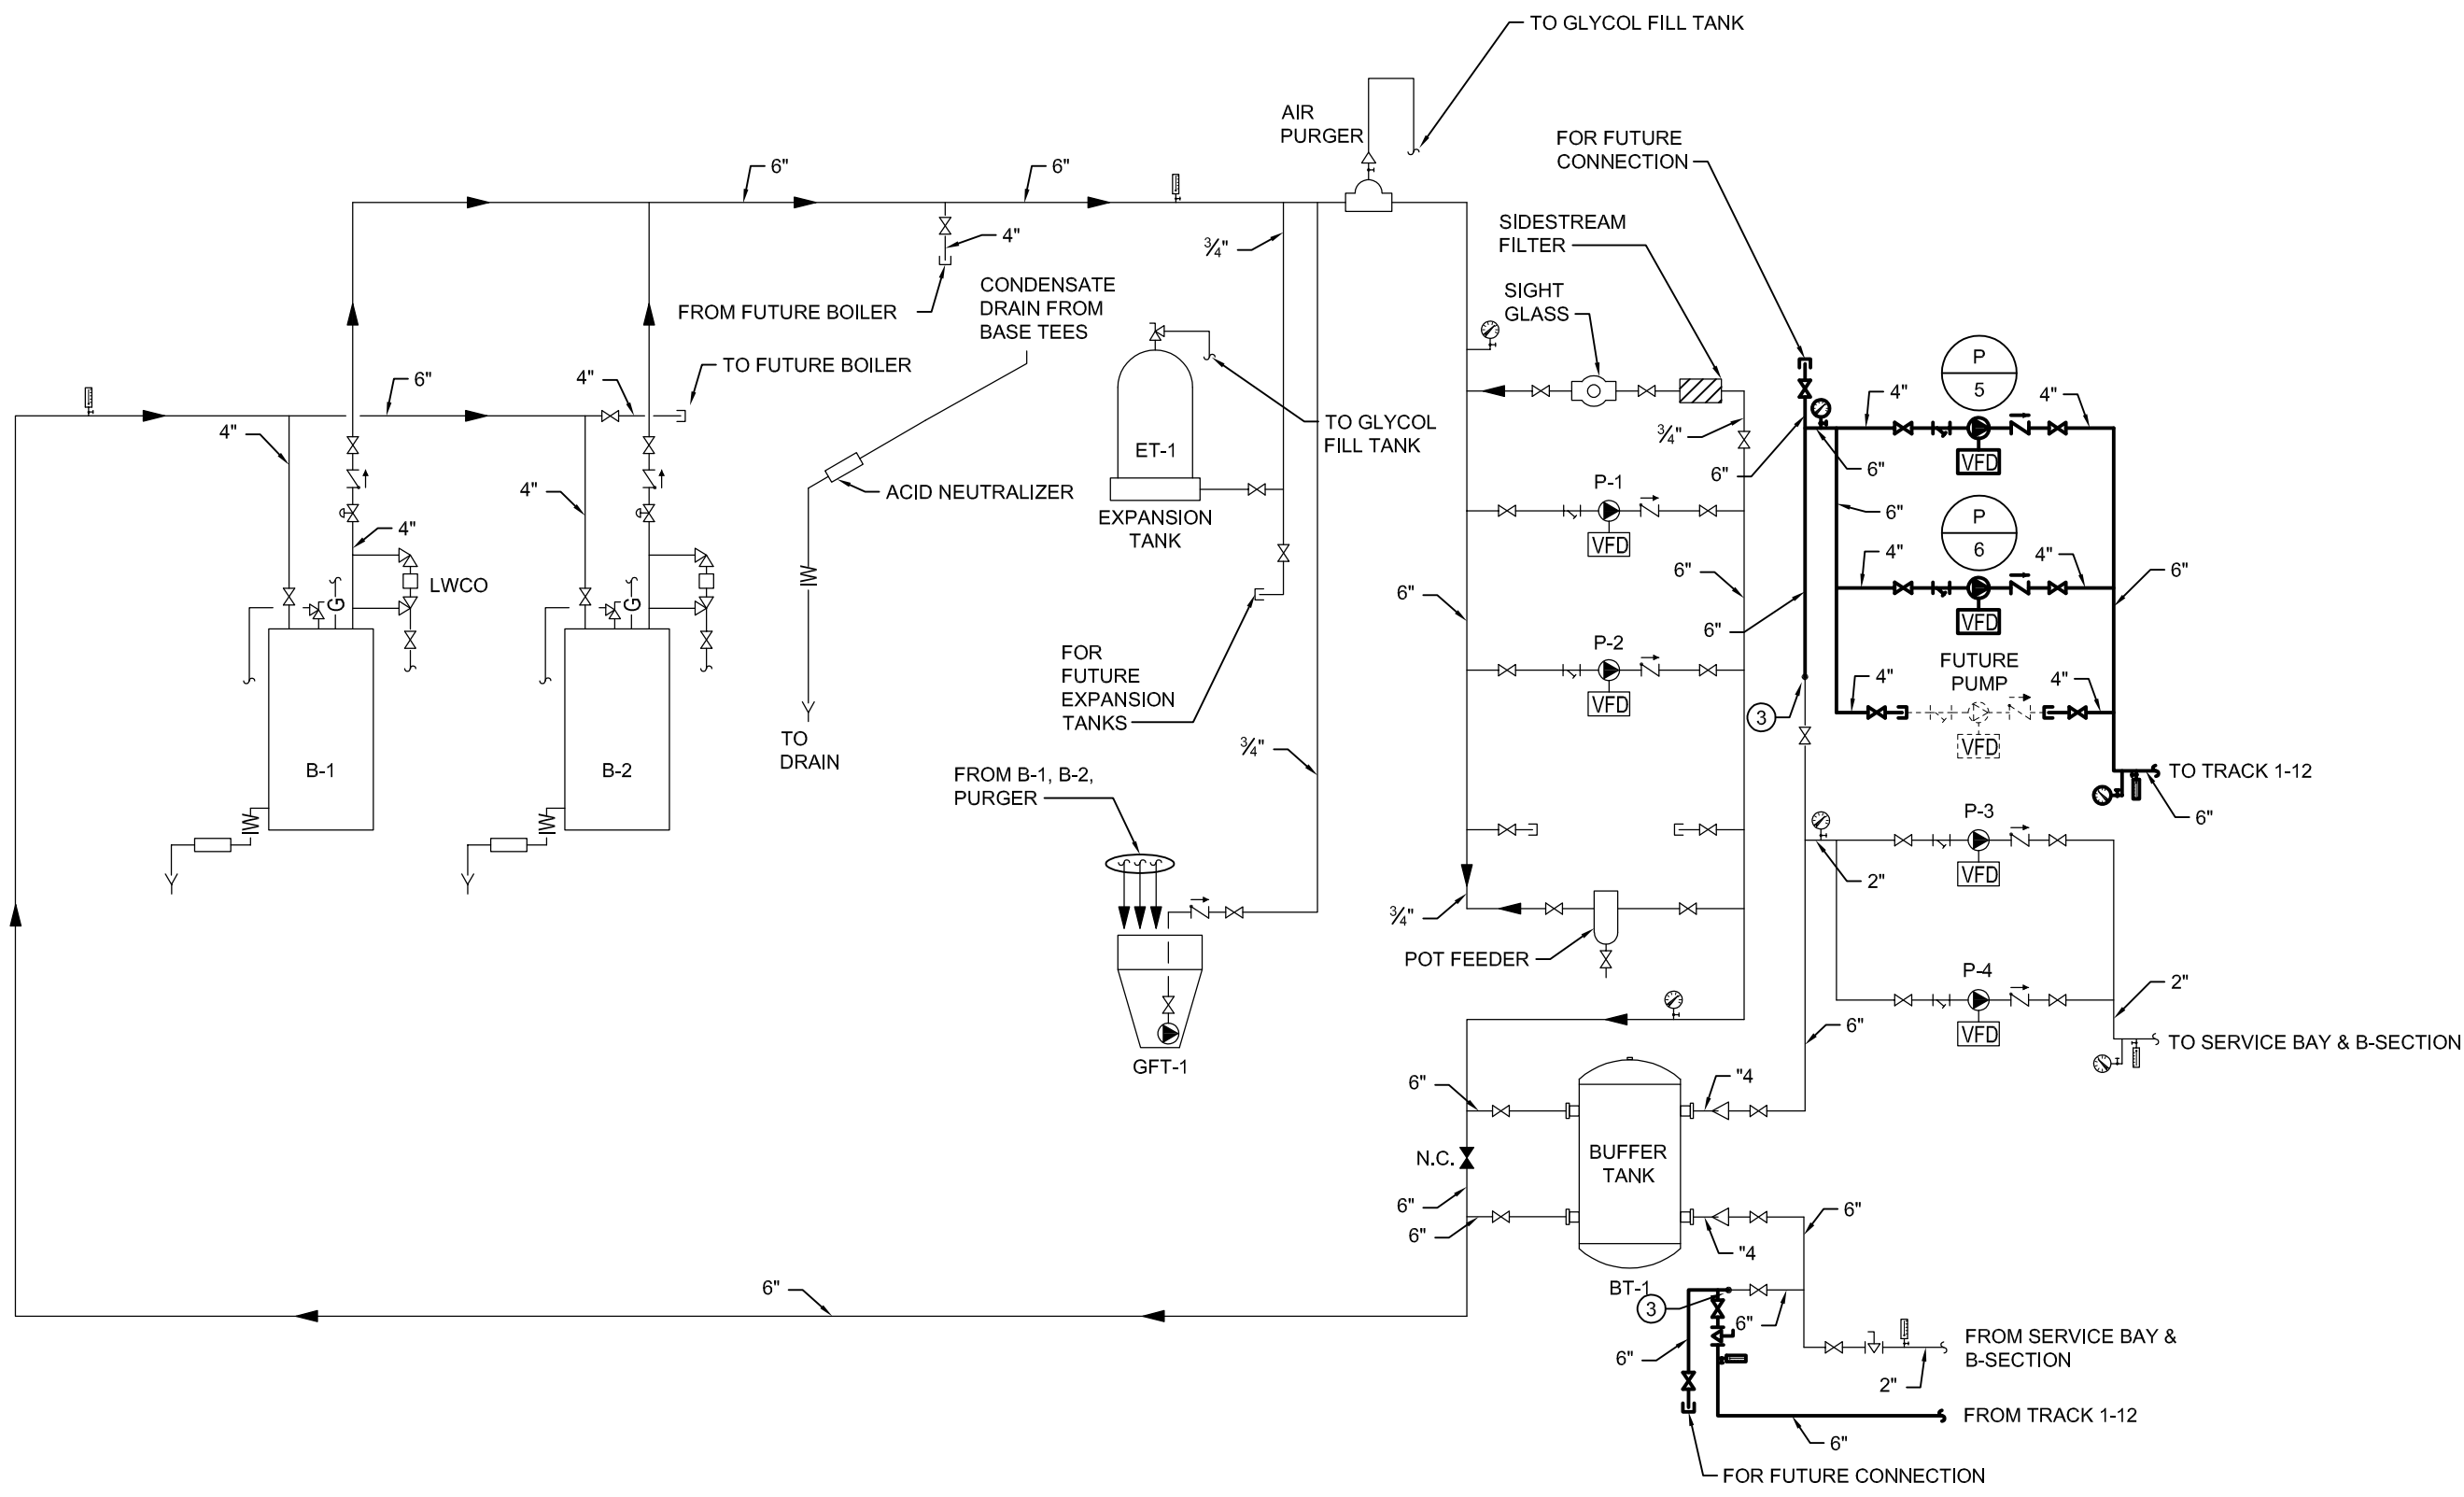 TO GLYCOL FILL TANK
AIR
PURGER
FOR FUTURE
CONNECTION
6"
6"
4"
3/4"
SIDESTREAM
FILTER
CONDENSATE
DRAIN FROM
BASE TEES
FROM FUTURE BOILER
SIGHT
GLASS
TO FUTURE BOILER
6"
4"
4"
P
5
4"
4"
TO GLYCOL
FILL TANK
3/4"
ET-1
VFD
6"
6"
4"
ACID NEUTRALIZER
EXPANSION
TANK
P-1
VFD
6"
P
6
4"
4"
4"
LWCO
G
G
IW
6"
6"
6"
6"
VFD
P-2
VFD
FOR
FUTURE
EXPANSION
TANKS
FUTURE
PUMP
4"
4"
3
VFD
TO
DRAIN
3/4"
B-1
B-2
FROM B-1, B-2,
PURGER
TO TRACK 1-12
6"
IW
IW
P-3
VFD
2"
3/4"
POT FEEDER
P-4
VFD
2"
6"
TO SERVICE BAY & B-SECTION
GFT-1
6"
"4
N.C.
BUFFER
TANK
6"
6"
6"
"4
6"
BT-1
3
6"
6"
FROM SERVICE BAY &
B-SECTION
2"
FROM TRACK 1-12
6"
FOR FUTURE CONNECTION